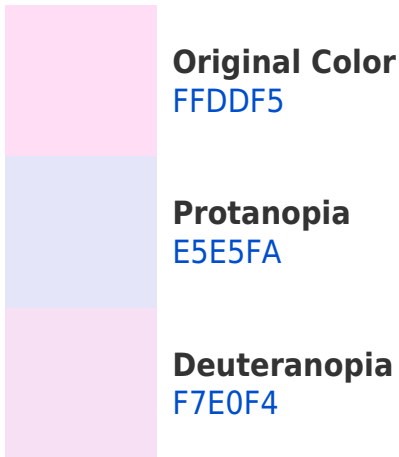 Original Color
FFDDF5
Protanopia
E5E5FA
Deuteranopia
F7E0F4